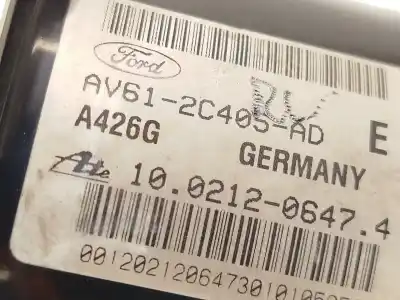 Ford
AV61-2C405-AD E
A426G GERMANY
Ate 10.0212-0647.4